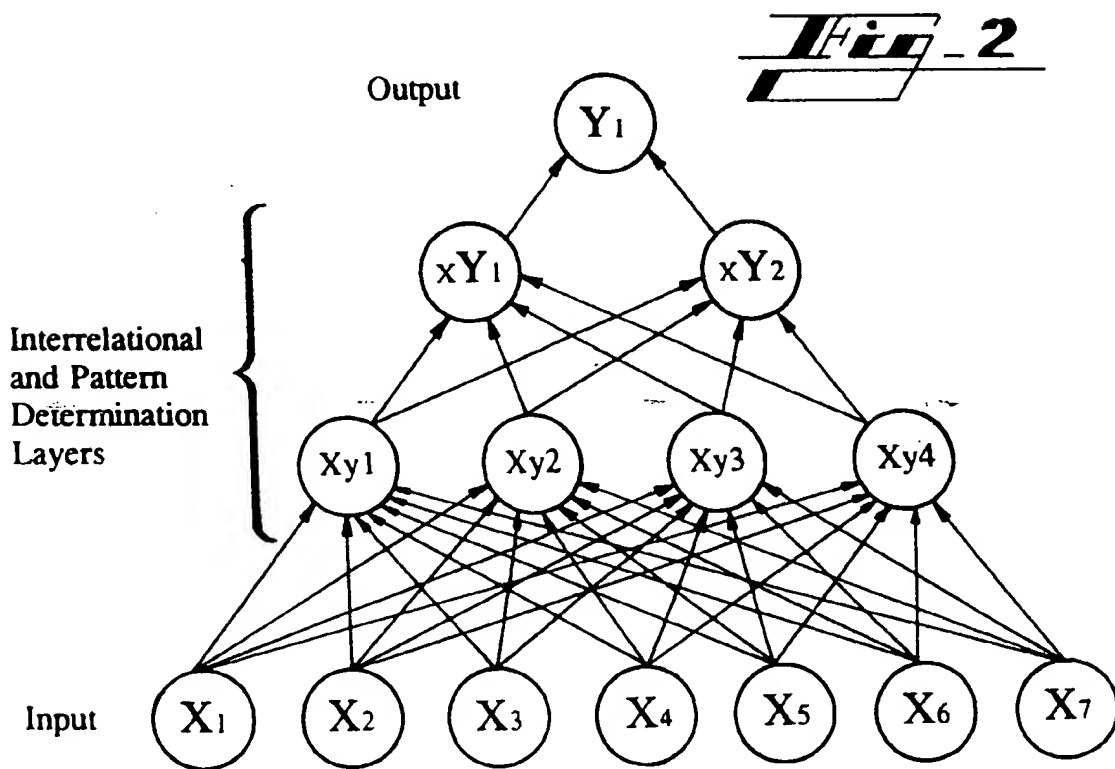 Fig_2
Output
Y1
xY1 xY2
Interrelational
and Pattern
Determination
Layers
Xy1 Xy2 Xy3 Xy4
Input
X1 X2 X3 X4 X5 X6 X7